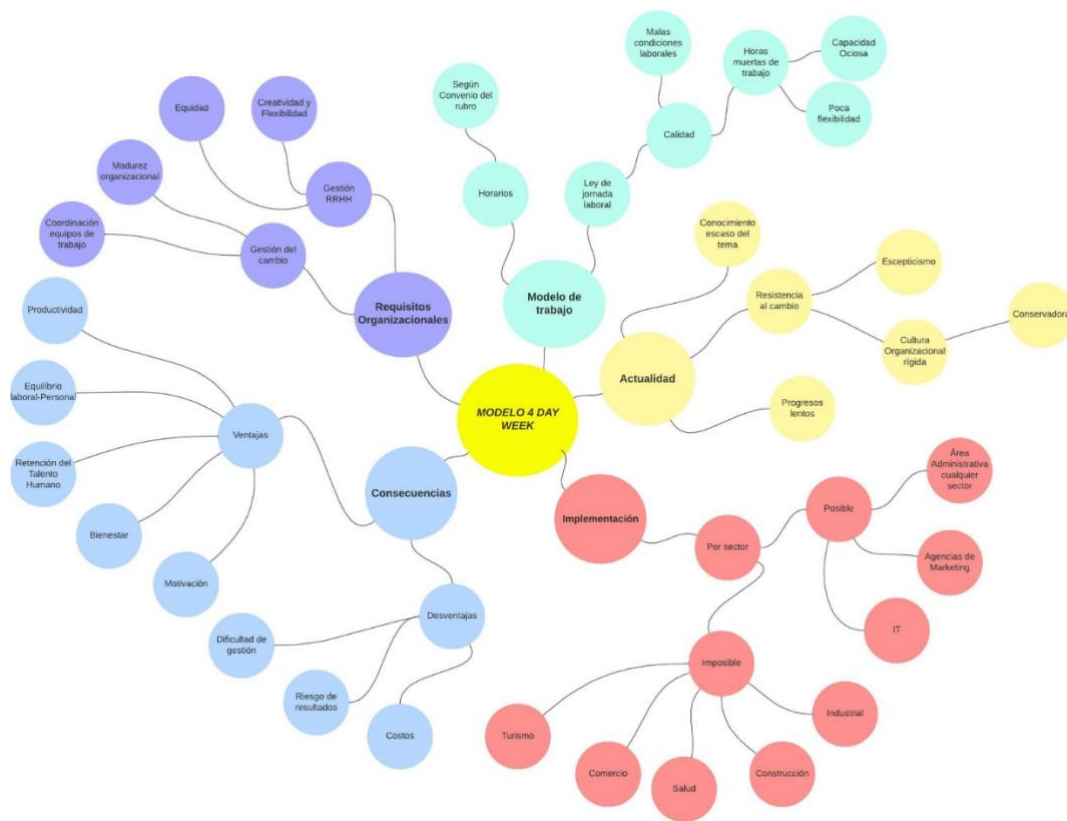 MODELO 4 DAY
WEEK
Requisitos
Organizacionales
Gestión
RRHH
Creatividad y
Flexibilidad
Equidad
Gestión del
cambio
Madurez
organizacional
Coordinación
equipos de
trabajo
Modelo de
trabajo
Horarios
Según
Convenio del
rubro
Ley de
jornada
laboral
Calidad
Malas
condiciones
laborales
Horas
muertas de
trabajo
Capacidad
Ociosa
Poca
flexibilidad
Actualidad
Conocimiento
escaso del
tema
Resistencia
al cambio
Escepticismo
Cultura
Organizacional
rígida
Conservadora
Progresos
lentos
Implementación
Por sector
Posible
Área
Administrativa
cualquier
sector
Agencias de
Marketing
IT
Imposible
Industrial
Construcción
Salud
Comercio
Turismo
Consecuencias
Ventajas
Productividad
Equilibrio
laboral-Personal
Retención del
Talento
Humano
Bienestar
Motivación
Desventajas
Dificultad de
gestión
Riesgo de
resultados
Costos